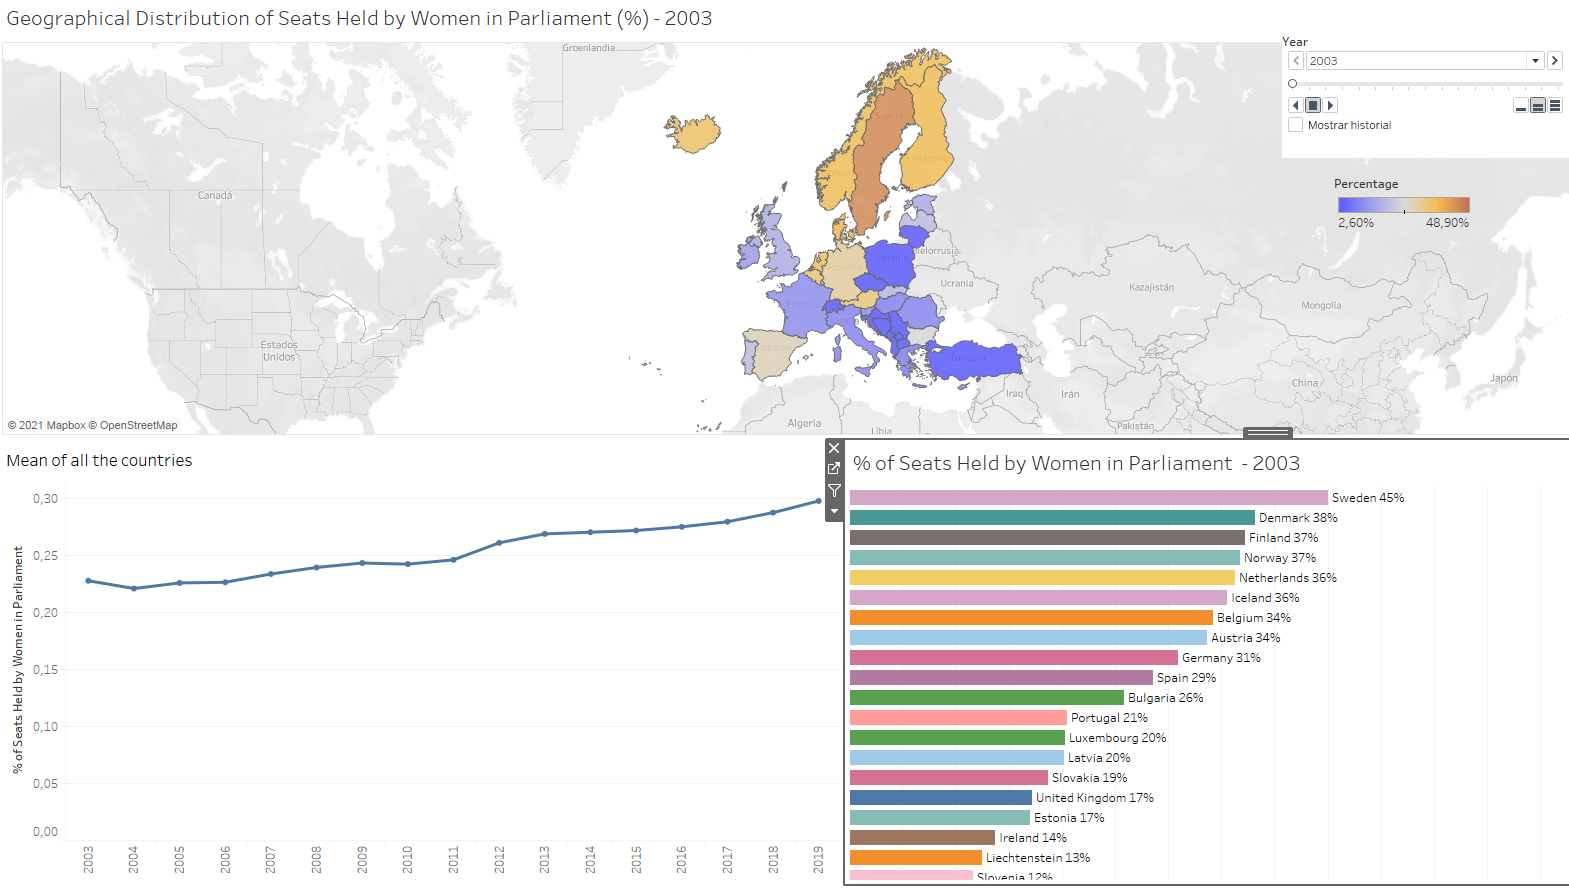 Geographical Distribution of Seats Held by Women in Parliament (%) - 2003
Groenlandia
Year
2003
Mostrar historial
Percentage
2,60% 48,90%
Suecia
Finlandia
Canadá
Bielorrusia
Polonia
Ucrania
Kazajistán
Mongolia
Francia
Estados
Unidos
España
Turquía
China
Japón
Iraq
Irán
Argelia
Libia
Pakistán
© 2021 Mapbox © OpenStreetMap
Mean of all the countries
% of Seats Held by Women in Parliament
0,30
0,25
0,20
0,15
0,10
0,05
0,00
2003 2004 2005 2006 2007 2008 2009 2010 2011 2012 2013 2014 2015 2016 2017 2018 2019
% of Seats Held by Women in Parliament - 2003
Sweden 45%
Denmark 38%
Finland 37%
Norway 37%
Netherlands 36%
Iceland 36%
Belgium 34%
Austria 34%
Germany 31%
Spain 29%
Bulgaria 26%
Portugal 21%
Luxembourg 20%
Latvia 20%
Slovakia 19%
United Kingdom 17%
Estonia 17%
Ireland 14%
Liechtenstein 13%
Slovenia 12%